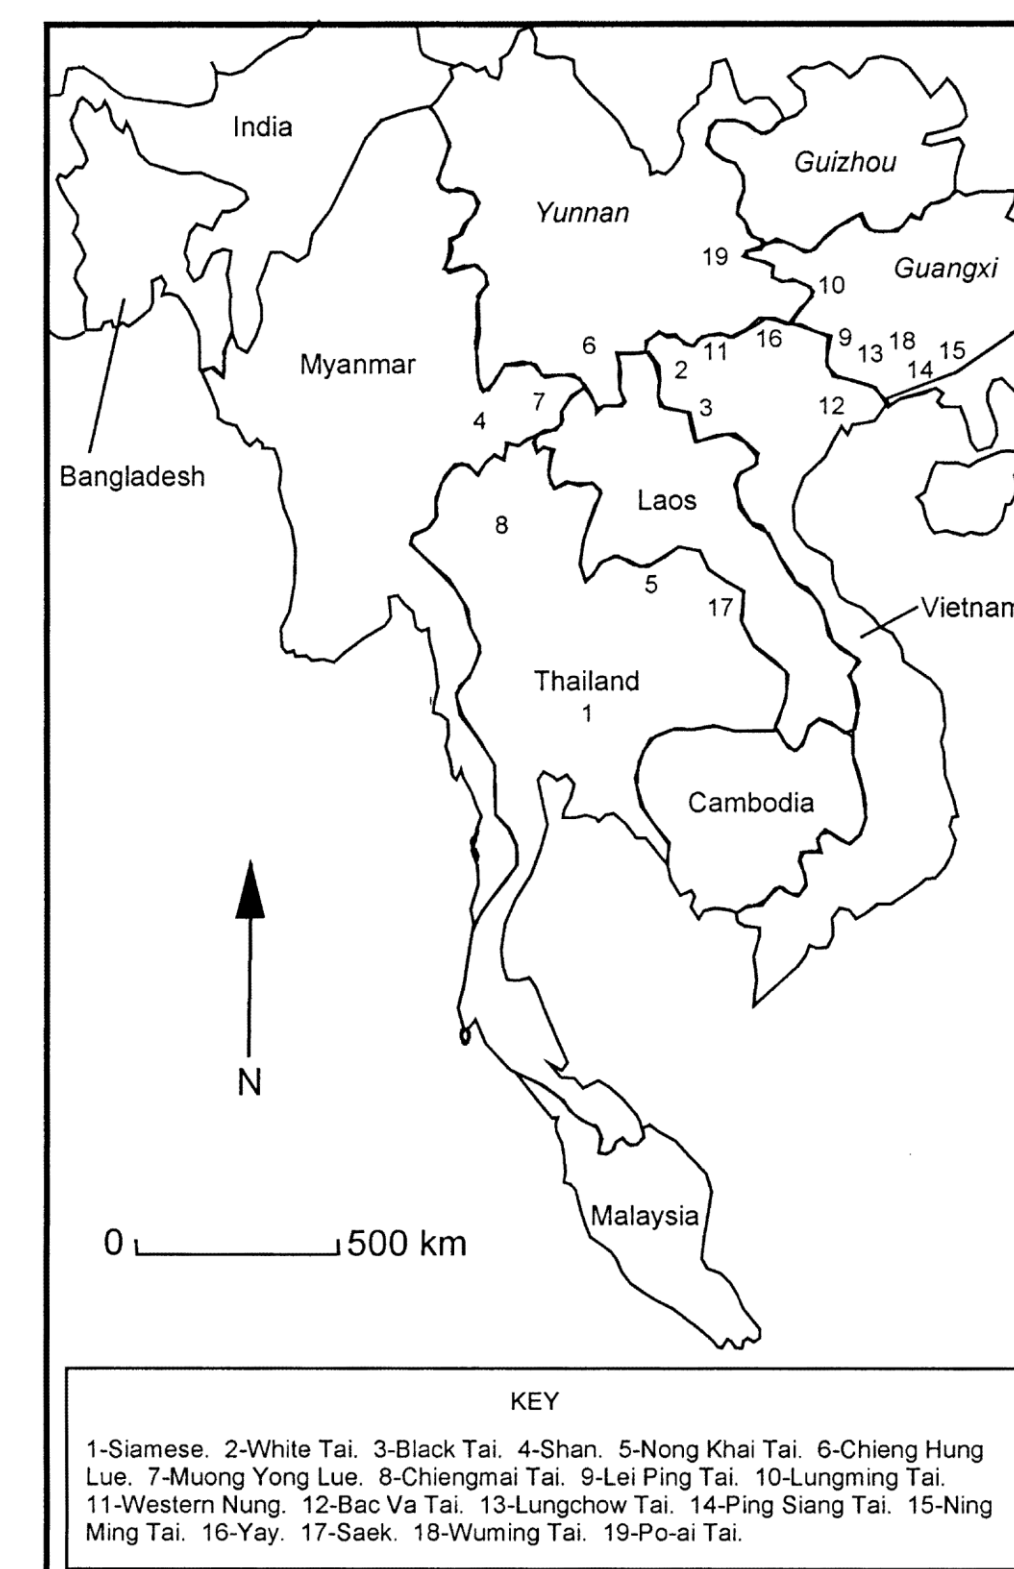 India
Guizhou
Yunnan
19
Guangxi
10
Myanmar
6
11
16
9
13
18
15
2
14
7
4
3
12
Bangladesh
Laos
8
5
17
Vietnam
Thailand
1
Cambodia
N
Malaysia
0 500 km
KEY
1-Siamese. 2-White Tai. 3-Black Tai. 4-Shan. 5-Nong Khai Tai. 6-Chieng Hung
Lue. 7-Muong Yong Lue. 8-Chiengmai Tai. 9-Lei Ping Tai. 10-Lungming Tai.
11-Western Nung. 12-Bac Va Tai. 13-Lungchow Tai. 14-Ping Siang Tai. 15-Ning
Ming Tai. 16-Yay. 17-Saek. 18-Wuming Tai. 19-Po-ai Tai.